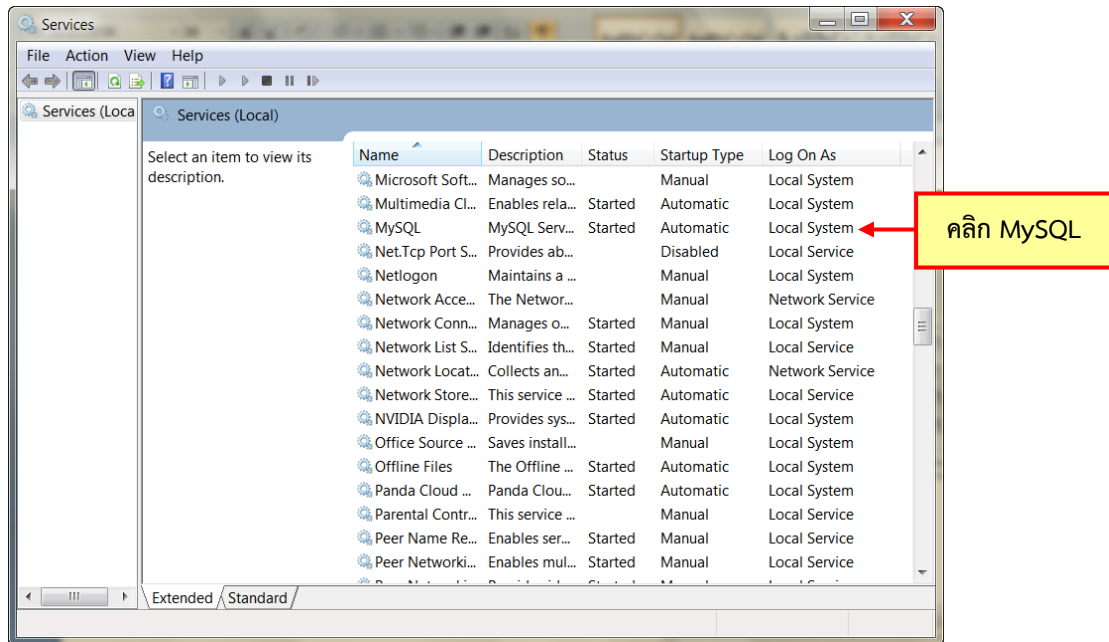 Services
File Action View Help
Services (Loca
Services (Local)
Select an item to view its
description.
Name Description Status Startup Type Log On As
Microsoft Soft... Manages so... Manual Local System
Multimedia Cl... Enables rela... Started Automatic Local System
MySQL MySQL Serv... Started Automatic Local System
คลิก MySQL
Net.Tcp Port S... Provides ab... Disabled Local Service
Netlogon Maintains a ... Manual Local System
Network Acce... The Networ... Manual Network Service
Network Conn... Manages o... Started Manual Local System
Network List S... Identifies th... Started Manual Local Service
Network Locat... Collects an... Started Automatic Network Service
Network Store... This service ... Started Automatic Local Service
NVIDIA Displa... Provides sys... Started Automatic Local System
Office Source ... Saves install... Manual Local System
Offline Files The Offline ... Started Automatic Local System
Panda Cloud ... Panda Clou... Started Automatic Local System
Parental Contr... This service ... Manual Local Service
Peer Name Re... Enables ser... Started Manual Local Service
Peer Networki... Enables mul... Started Manual Local Service
Extended Standard